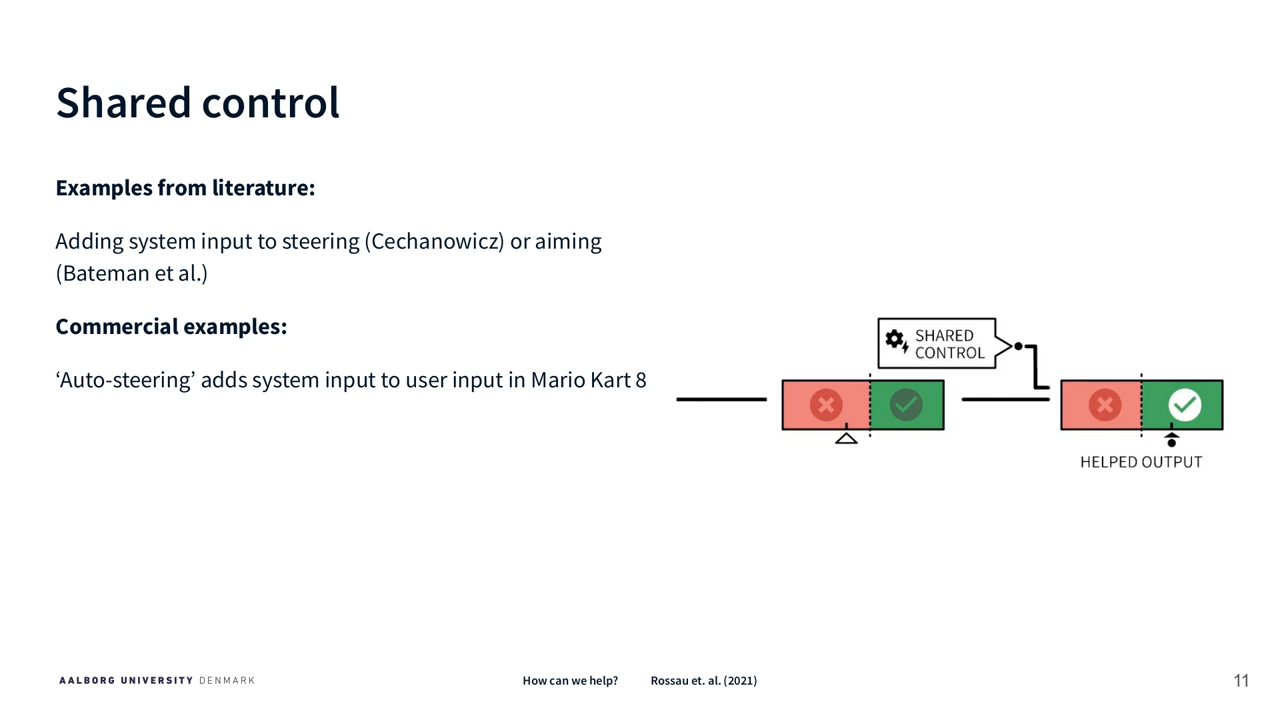 Shared control
Examples from literature:
Adding system input to steering (Cechanowicz) or aiming
(Bateman et al.)
Commercial examples:
‘Auto-steering’ adds system input to user input in Mario Kart 8
SHARED
CONTROL
HELPED OUTPUT
AALBORG UNIVERSITY DENMARK
How can we help?
Rossau et. al. (2021)
11